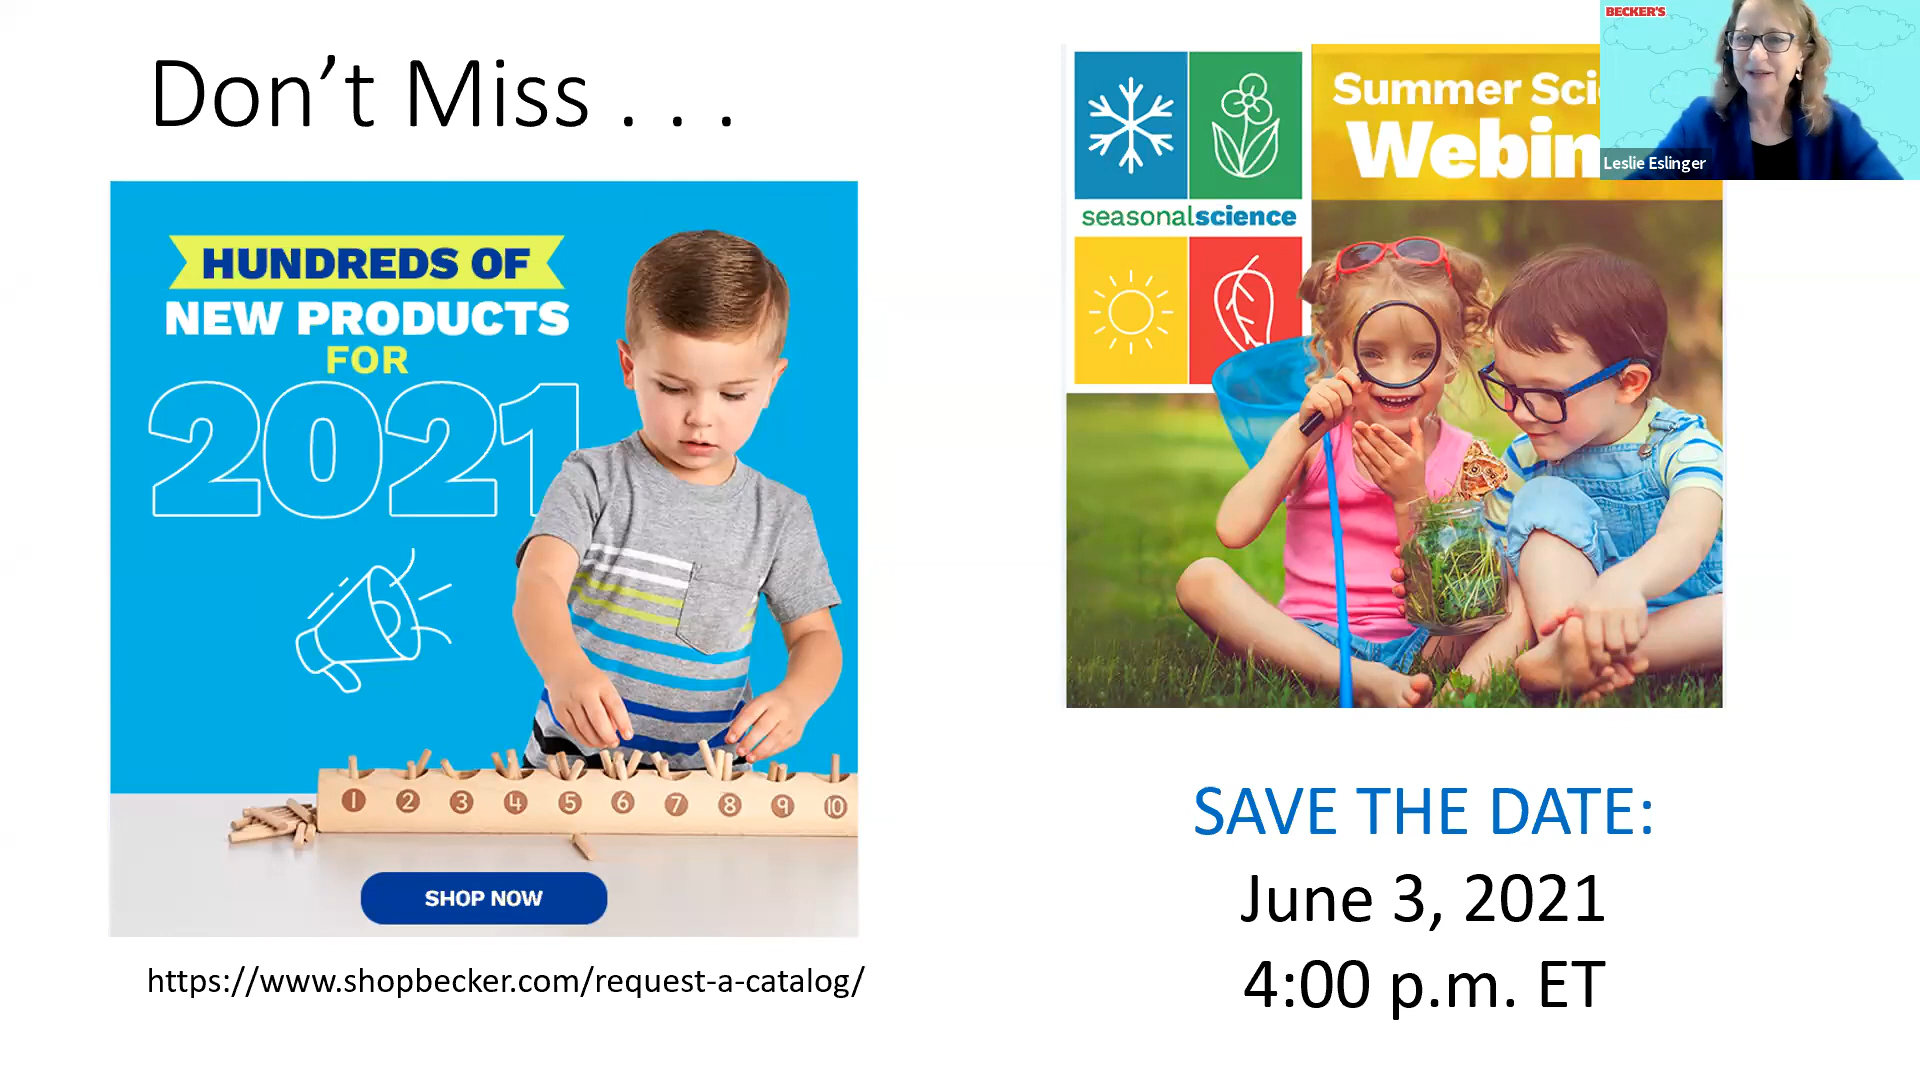 Don’t Miss . . .
HUNDREDS OF
NEW PRODUCTS
FOR
2021
1 2 3 4 5 6 7 8 9 10
SHOP NOW
https://www.shopbecker.com/request-a-catalog/
seasonalscience
Summer
BECKER'S
Leslie Eslinger
SAVE THE DATE:
June 3, 2021
4:00 p.m. ET